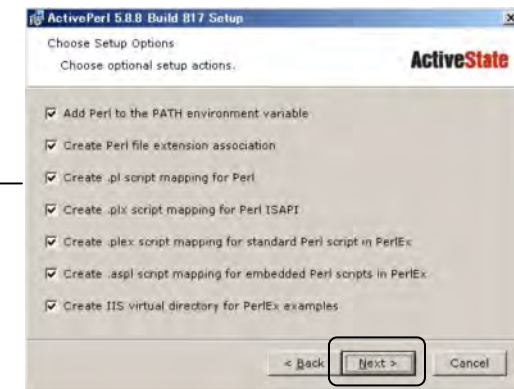 ActivePerl 5.8.8 Build 817 Setup
Choose Setup Options
Choose optional setup actions.
ActiveState
Add Perl to the PATH environment variable
Create Perl file extension association
Create .pl script mapping for Perl
Create .plx script mapping for Perl ISAPI
Create .plex script mapping for standard Perl script in PerlEx
Create .aspl script mapping for embedded Perl scripts in PerlEx
Create IIS virtual directory for PerlEx examples
< Back
Next >
Cancel